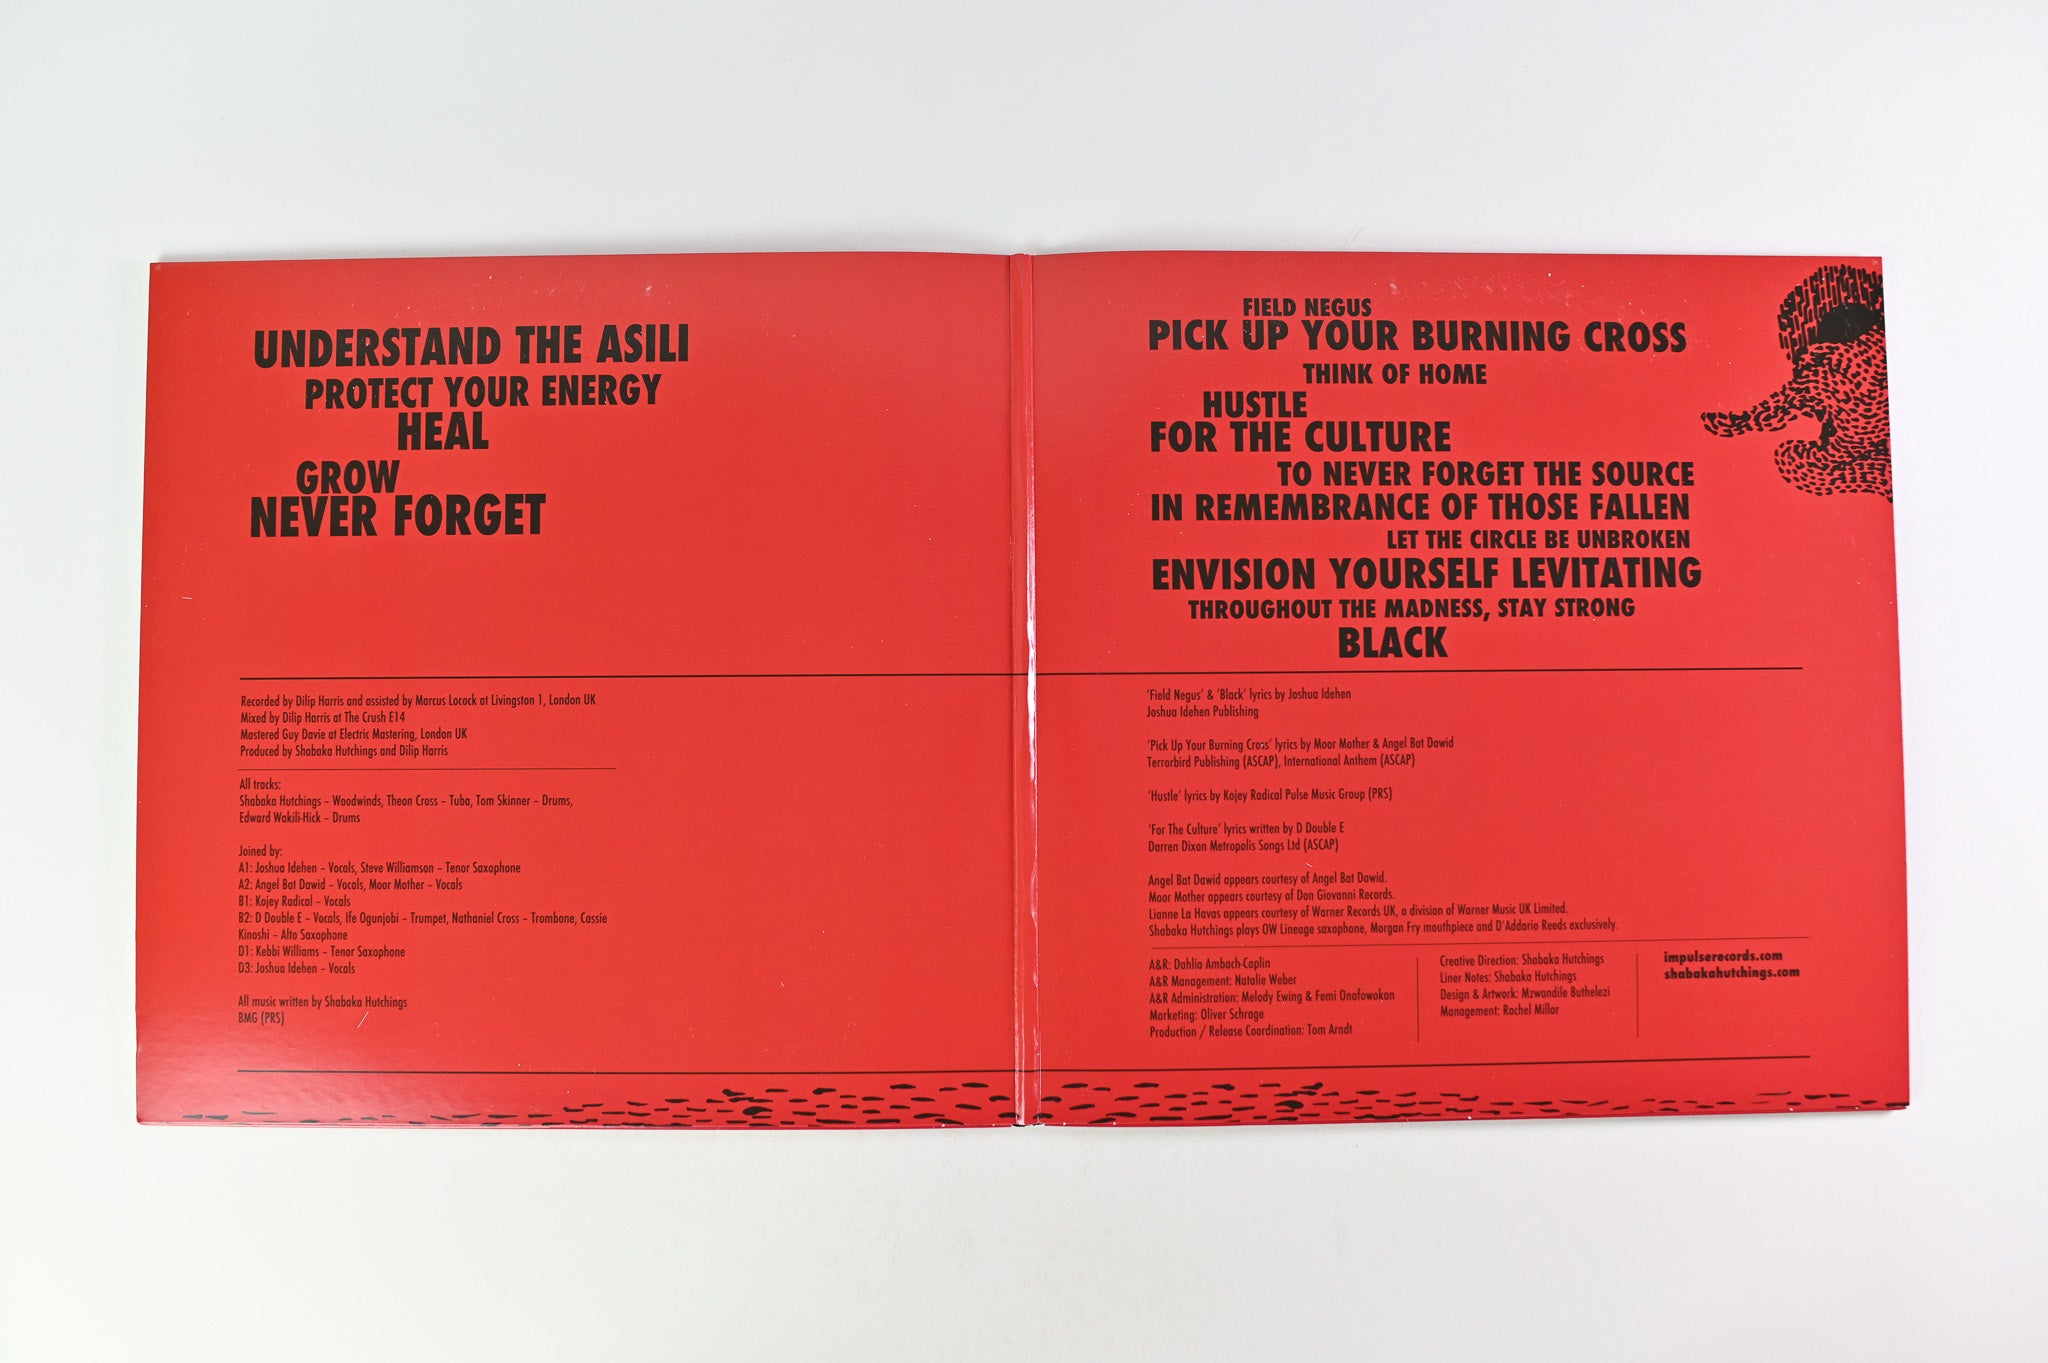 UNDERSTAND THE ASILI
PROTECT YOUR ENERGY
HEAL
GROW
NEVER FORGET
Recorded by Dilip Harris and assisted by Marcus Locock at Livingston 1, London UK
Mixed by Dilip Harris at The Crush E14
Mastered Guy Davie at Electric Mastering, London UK
Produced by Shabaka Hutchings and Dilip Harris
All tracks:
Shabaka Hutchings – Woodwinds, Theon Cross – Tuba, Tom Skinner – Drums,
Edward Wakili-Hick – Drums
Joined by:
A1: Joshua Idehen – Vocals, Steve Williamson – Tenor Saxophone
A2: Angel Bat Dawid – Vocals, Moor Mother – Vocals
B1: Kojey Radical – Vocals
B2: D Double E – Vocals, Ife Ogunjobi – Trumpet, Nathaniel Cross – Trombone, Cassie
Kinoshi – Alto Saxophone
D1: Kebbi Williams – Tenor Saxophone
D3: Joshua Idehen – Vocals
All music written by Shabaka Hutchings
BMG (PRS)
FIELD NEGUS
PICK UP YOUR BURNING CROSS
THINK OF HOME
HUSTLE
FOR THE CULTURE
TO NEVER FORGET THE SOURCE
IN REMEMBRANCE OF THOSE FALLEN
LET THE CIRCLE BE UNBROKEN
ENVISION YOURSELF LEVITATING
THROUGHOUT THE MADNESS, STAY STRONG
BLACK
'Field Negus' & 'Black' lyrics by Joshua Idehen
Joshua Idehen Publishing
'Pick Up Your Burning Cross' lyrics by Moor Mother & Angel Bat Dawid
Terrorbird Publishing (ASCAP), International Anthem (ASCAP)
'Hustle' lyrics by Kojey Radical Pulse Music Group (PRS)
'For The Culture' lyrics written by D Double E
Darren Dixon Metropolis Songs Ltd (ASCAP)
Angel Bat Dawid appears courtesy of Angel Bat Dawid.
Moor Mother appears courtesy of Don Giovanni Records.
Lianne La Havas appears courtesy of Warner Records UK, a division of Warner Music UK Limited.
Shabaka Hutchings plays OW Lineage saxophone, Morgan Fry mouthpiece and D'Addario Reeds exclusively.
A&R: Dahlia Ambach-Caplin
A&R Management: Natalie Weber
A&R Administration: Melody Ewing & Femi Onafowokan
Marketing: Oliver Schrage
Production / Release Coordination: Tom Arndt
Creative Direction: Shabaka Hutchings
Liner Notes: Shabaka Hutchings
Design & Artwork: Mzwandile Buthelezi
Management: Rachel Millar
impulserecords.com
shabakahutchings.com